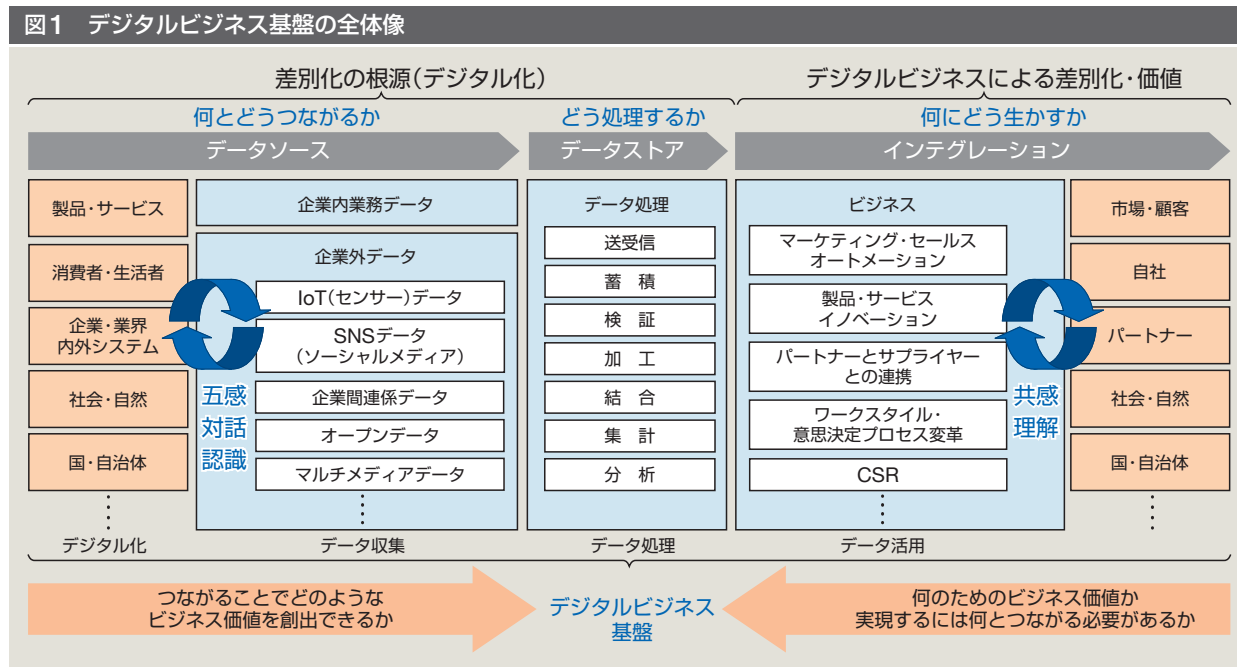 図1 デジタルビジネス基盤の全体像
差別化の根源(デジタル化)
デジタルビジネスによる差別化・価値
何とどうつながるか
どう処理するか
何にどう生かすか
データソース
データストア
インテグレーション
製品・サービス
消費者・生活者
企業・業界
内外システム
社会・自然
国・自治体
デジタル化
企業内業務データ
企業外データ
IoT(センサー)データ
SNSデータ
(ソーシャルメディア)
企業間連係データ
オープンデータ
マルチメディアデータ
五感
対話
認識
データ収集
データ処理
送受信
蓄 積
検 証
加 工
結 合
集 計
分 析
データ処理
ビジネス
マーケティング・セールス
オートメーション
製品・サービス
イノベーション
パートナーとサプライヤー
との連携
ワークスタイル・
意思決定プロセス変革
CSR
共感
理解
データ活用
市場・顧客
自社
パートナー
社会・自然
国・自治体
つながることでどのような
ビジネス価値を創出できるか
デジタルビジネス
基盤
何のためのビジネス価値か
実現するには何とつながる必要があるか